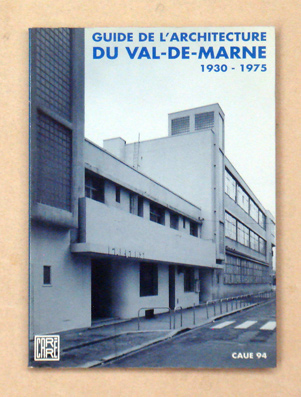 GUIDE DE L'ARCHITECTURE
DU VAL-DE-MARNE
1930 - 1975
CAUE 94